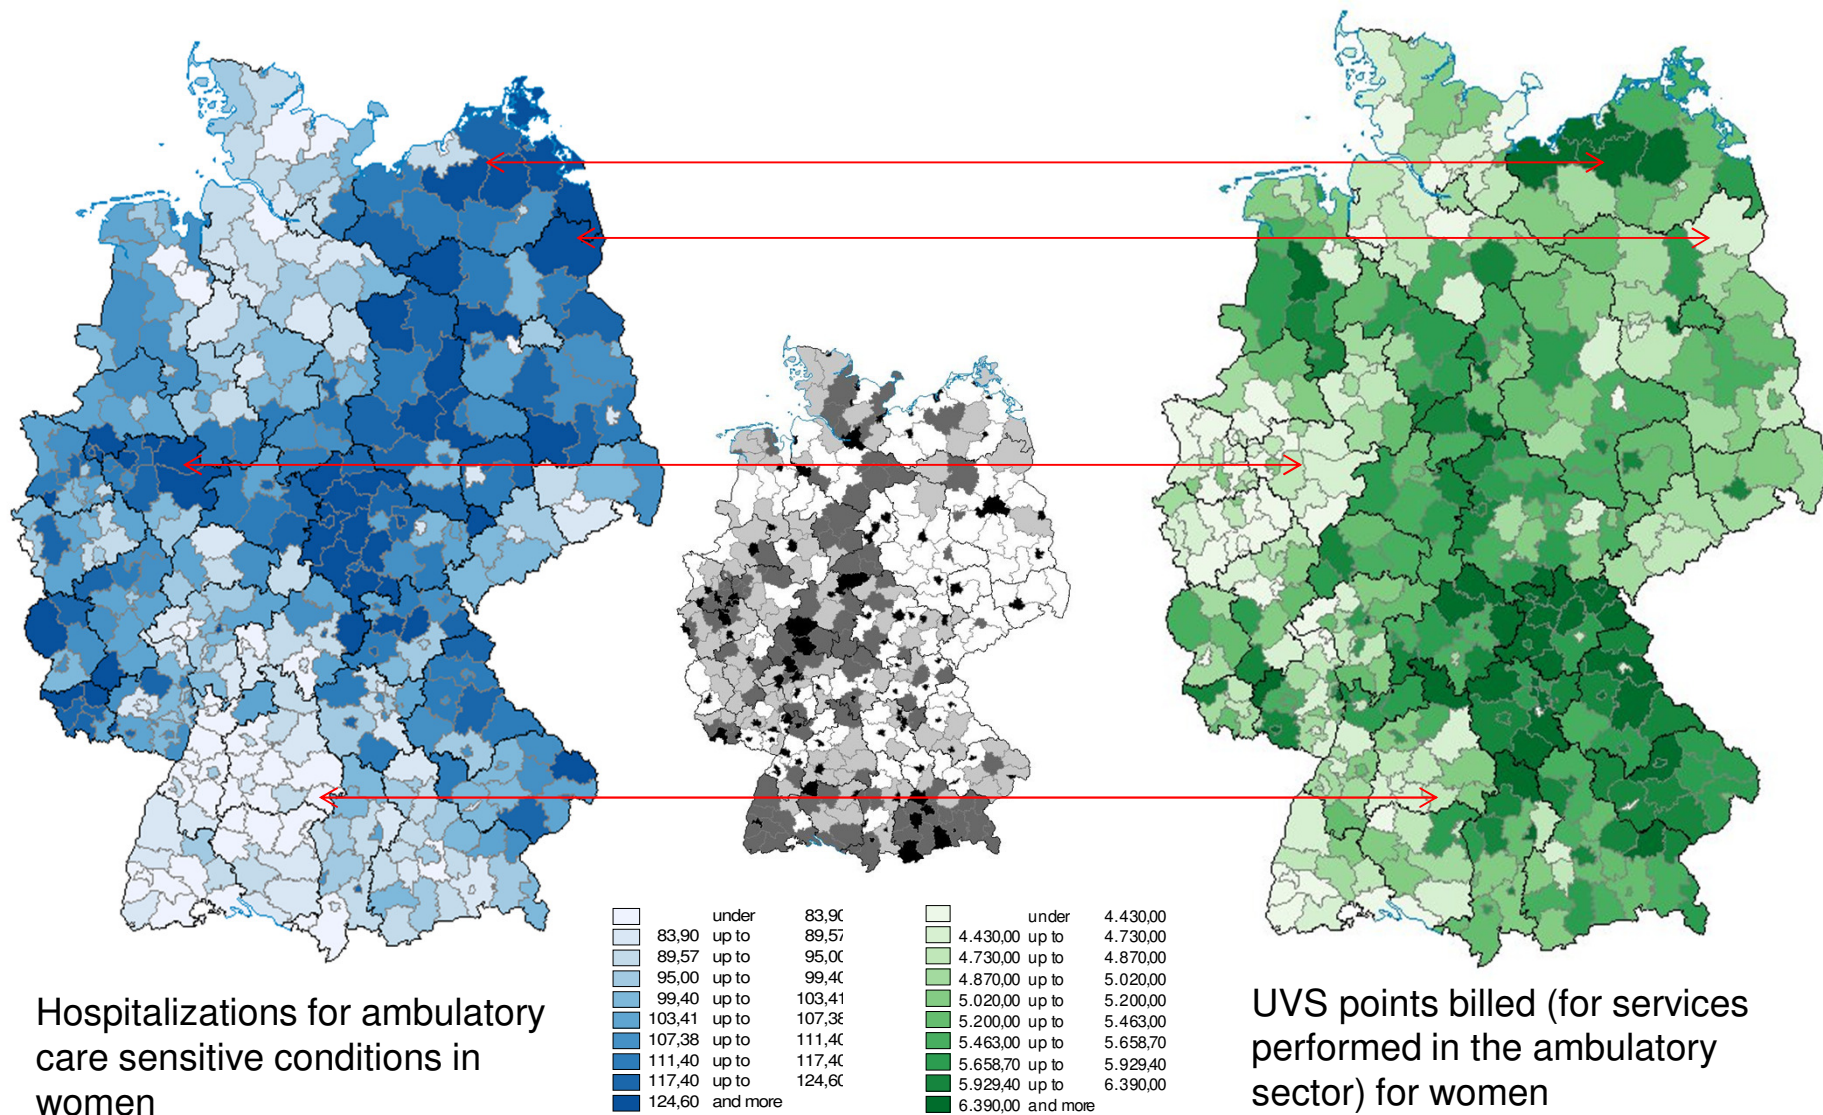 under 83,90
83,90 up to 89,57
89,57 up to 95,00
95,00 up to 99,40
99,40 up to 103,41
103,41 up to 107,38
107,38 up to 111,40
111,40 up to 117,40
117,40 up to 124,60
124,60 and more
under 4.430,00
4.430,00 up to 4.730,00
4.730,00 up to 4.870,00
4.870,00 up to 5.020,00
5.020,00 up to 5.200,00
5.200,00 up to 5.463,00
5.463,00 up to 5.658,70
5.658,70 up to 5.929,40
5.929,40 up to 6.390,00
6.390,00 and more
Hospitalizations for ambulatory
care sensitive conditions in
women
UVS points billed (for services
performed in the ambulatory
sector) for women